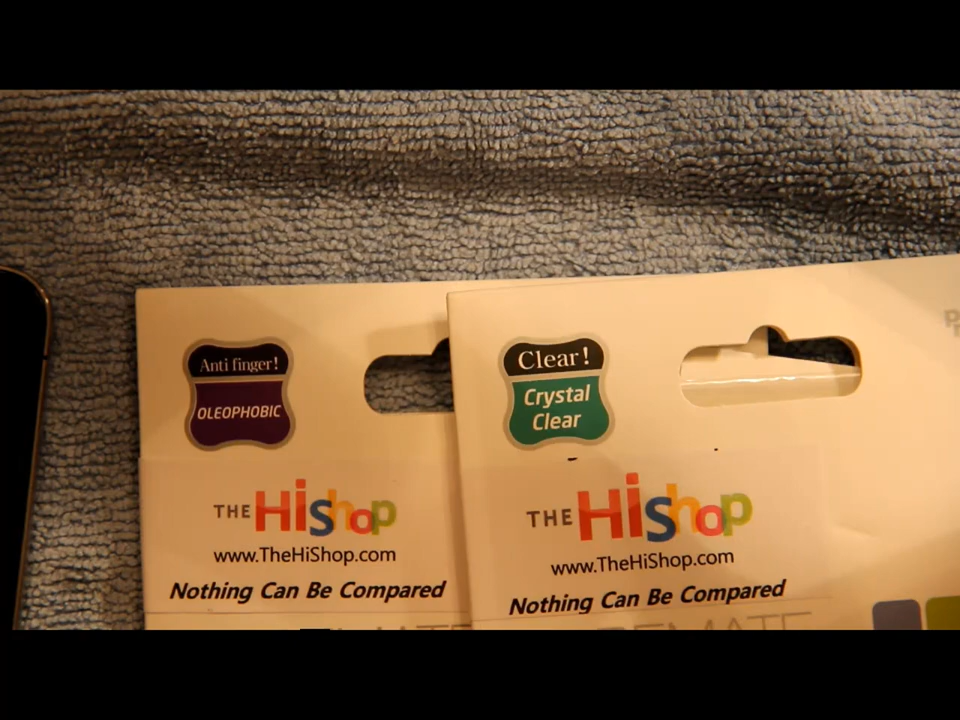 Anti finger!
OLEOPHOBIC
THE HiShop
www.TheHiShop.com
Nothing Can Be Compared
Clear!
Crystal
Clear
THE HiShop
www.TheHiShop.com
Nothing Can Be Compared